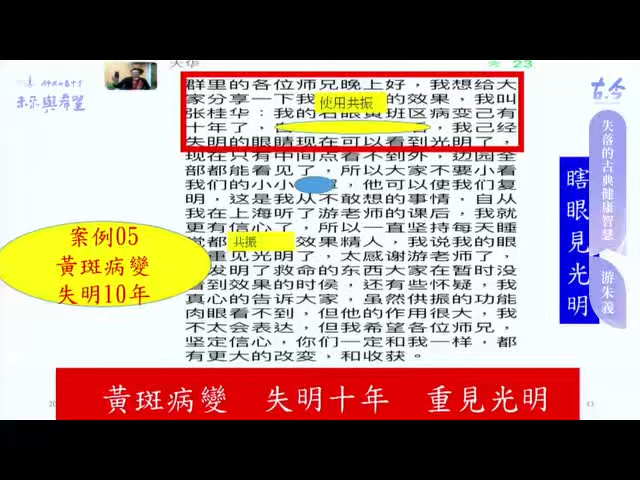 23
群里的各位师兄晚上好，我想给大
家分享一下我 使用共振 的效果，我叫
张桂华：我的右眼黄斑区病变己有
十年了，
看，我己经
失明的眼睛现在可以看到光明了，
现在只有中间点看不到外，边园全
部都能看见了，所以大家不要小看
我们的小小
，他可以使我们复
明，这是我从不敢想的事情，自从
我在上海听了游老师的课后，我就
更有信心了，所以一直坚持每天睡
觉都 共振 效果精人，我说我的眼
重见光明了，太感谢游老师了，
发明了救命的东西大家在暂时没
看到效果的时侯，还有些怀疑，我
真心的告诉大家，虽然供振的功能
肉眼看不到，但他的作用很大，我
不太会表达，但我希望各位师兄，
坚定信心，你们一定和我一样，都
有更大的改变，和收获。
案例05
黃斑病變
失明10年
瞎眼見光明
古今
失落的古典健康智慧
游朱義
黃斑病變 失明十年 重見光明
43